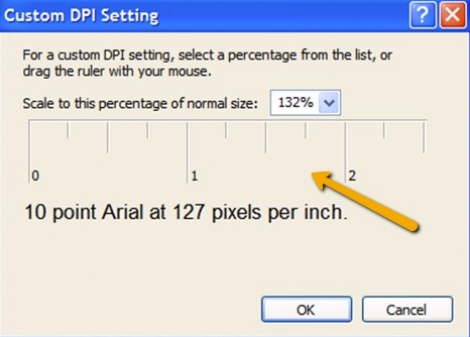 Custom DPI Setting
For a custom DPI setting, select a percentage from the list, or
drag the ruler with your mouse.
Scale to this percentage of normal size: 132%
0 1 2
10 point Arial at 127 pixels per inch.
OK Cancel